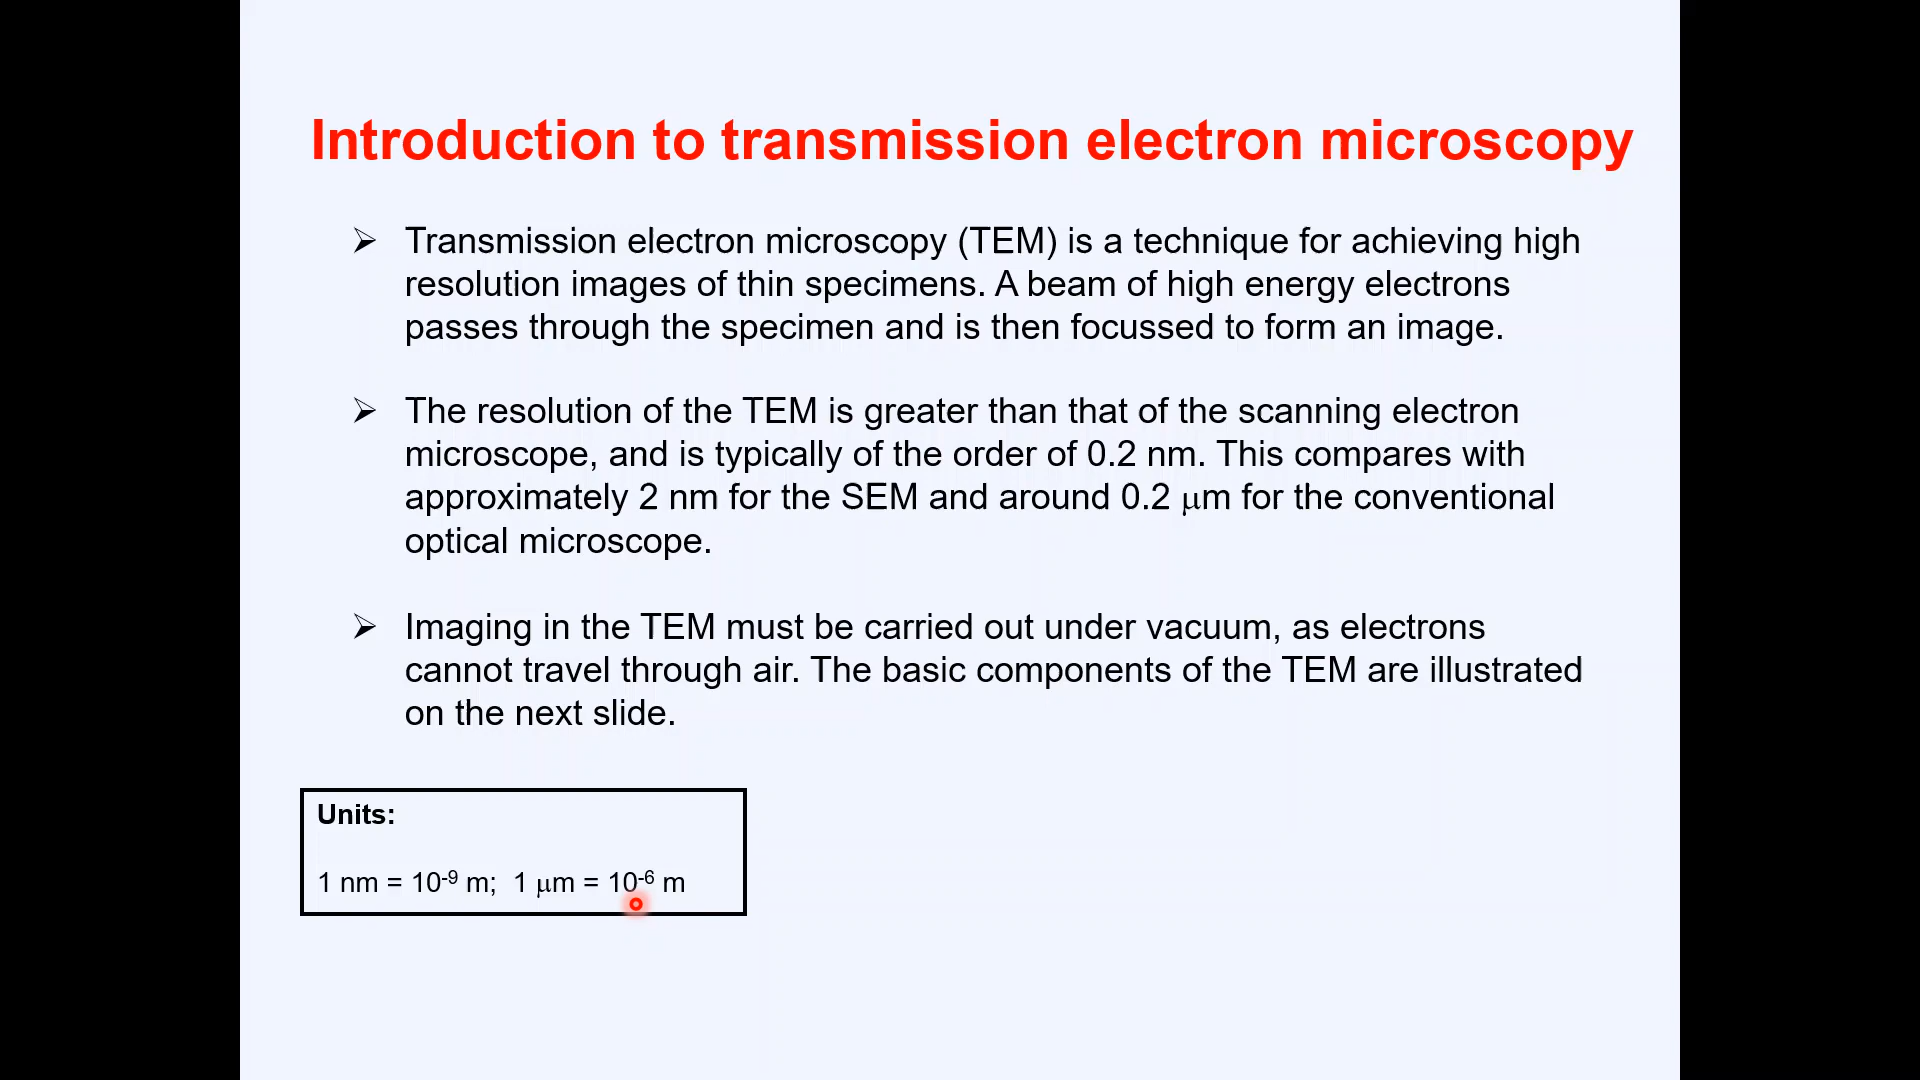 Introduction to transmission electron microscopy
➢ Transmission electron microscopy (TEM) is a technique for achieving high
resolution images of thin specimens. A beam of high energy electrons
passes through the specimen and is then focussed to form an image.
➢ The resolution of the TEM is greater than that of the scanning electron
microscope, and is typically of the order of 0.2 nm. This compares with
approximately 2 nm for the SEM and around 0.2 μm for the conventional
optical microscope.
➢ Imaging in the TEM must be carried out under vacuum, as electrons
cannot travel through air. The basic components of the TEM are illustrated
on the next slide.
Units:
1 nm = 10⁻⁹ m; 1 μm = 10⁻⁶ m